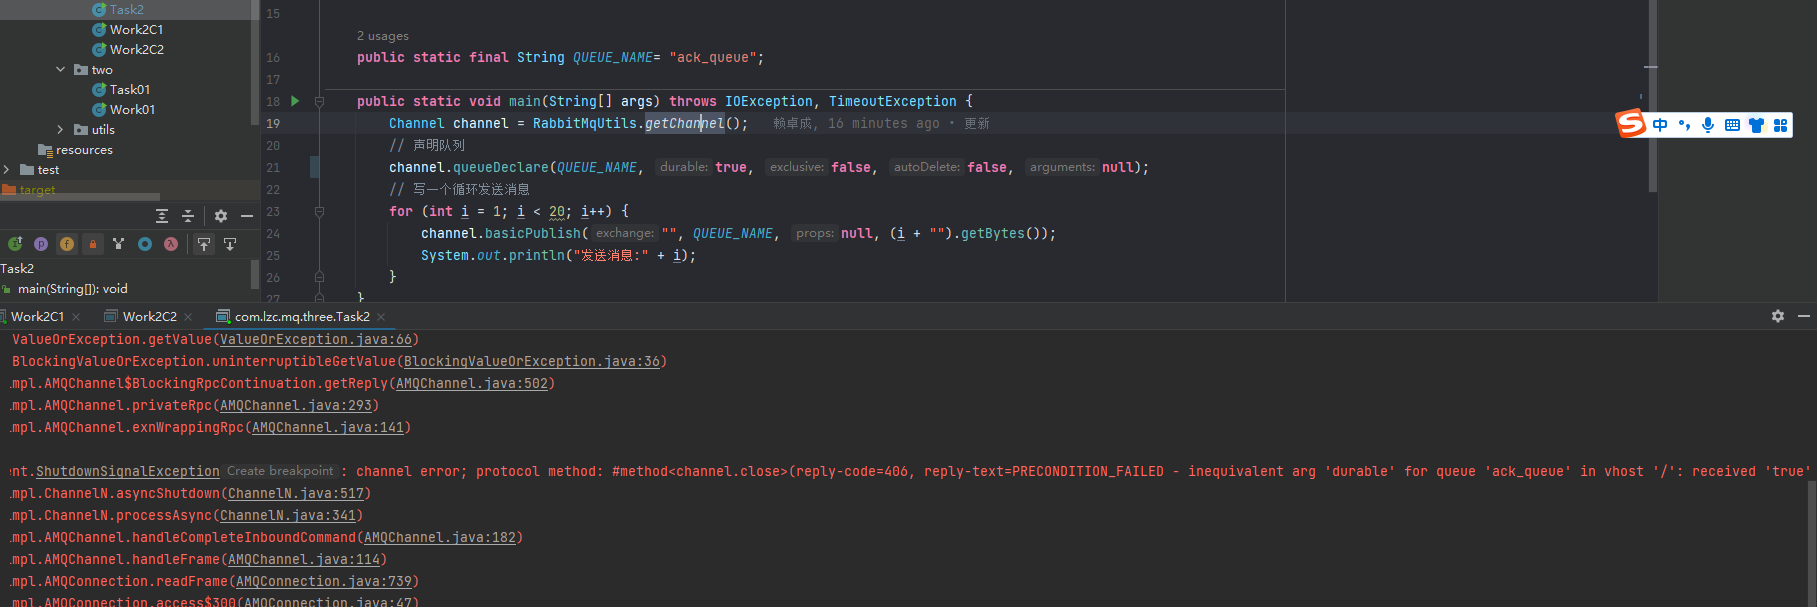 Task2
Work2C1
Work2C2
two
Task01
Work01
utils
resources
test
target
Task2
main(String[]): void
15
2 usages
16 public static final String QUEUE_NAME= "ack_queue";
17
18 public static void main(String[] args) throws IOException, TimeoutException {
19 Channel channel = RabbitMqUtils.getChannel(); 赖卓成, 16 minutes ago • 更新
20 // 声明队列
21 channel.queueDeclare(QUEUE_NAME, durable: true, exclusive: false, autoDelete: false, arguments: null);
22 // 写一个循环发送消息
23 for (int i = 1; i < 20; i++) {
24 channel.basicPublish( exchange: "", QUEUE_NAME, props: null, (i + "").getBytes());
25 System.out.println("发送消息:" + i);
26 }
27 }
中
Work2C1 Work2C2 com.lzc.mq.three.Task2
ValueOrException.getValue(ValueOrException.java:66)
BlockingValueOrException.uninterruptibleGetValue(BlockingValueOrException.java:36)
mpl.AMQChannel$BlockingRpcContinuation.getReply(AMQChannel.java:502)
mpl.AMQChannel.privateRpc(AMQChannel.java:293)
mpl.AMQChannel.exnWrappingRpc(AMQChannel.java:141)
nt.ShutdownSignalException Create breakpoint : channel error; protocol method: #method<channel.close>(reply-code=406, reply-text=PRECONDITION_FAILED - inequivalent arg 'durable' for queue 'ack_queue' in vhost '/': received 'true'
mpl.ChannelN.asyncShutdown(ChannelN.java:517)
mpl.ChannelN.processAsync(ChannelN.java:341)
mpl.AMQChannel.handleCompleteInboundCommand(AMQChannel.java:182)
mpl.AMQChannel.handleFrame(AMQChannel.java:114)
mpl.AMQConnection.readFrame(AMQConnection.java:739)
mpl.AMQConnection.access$300(AMQConnection.java:47)